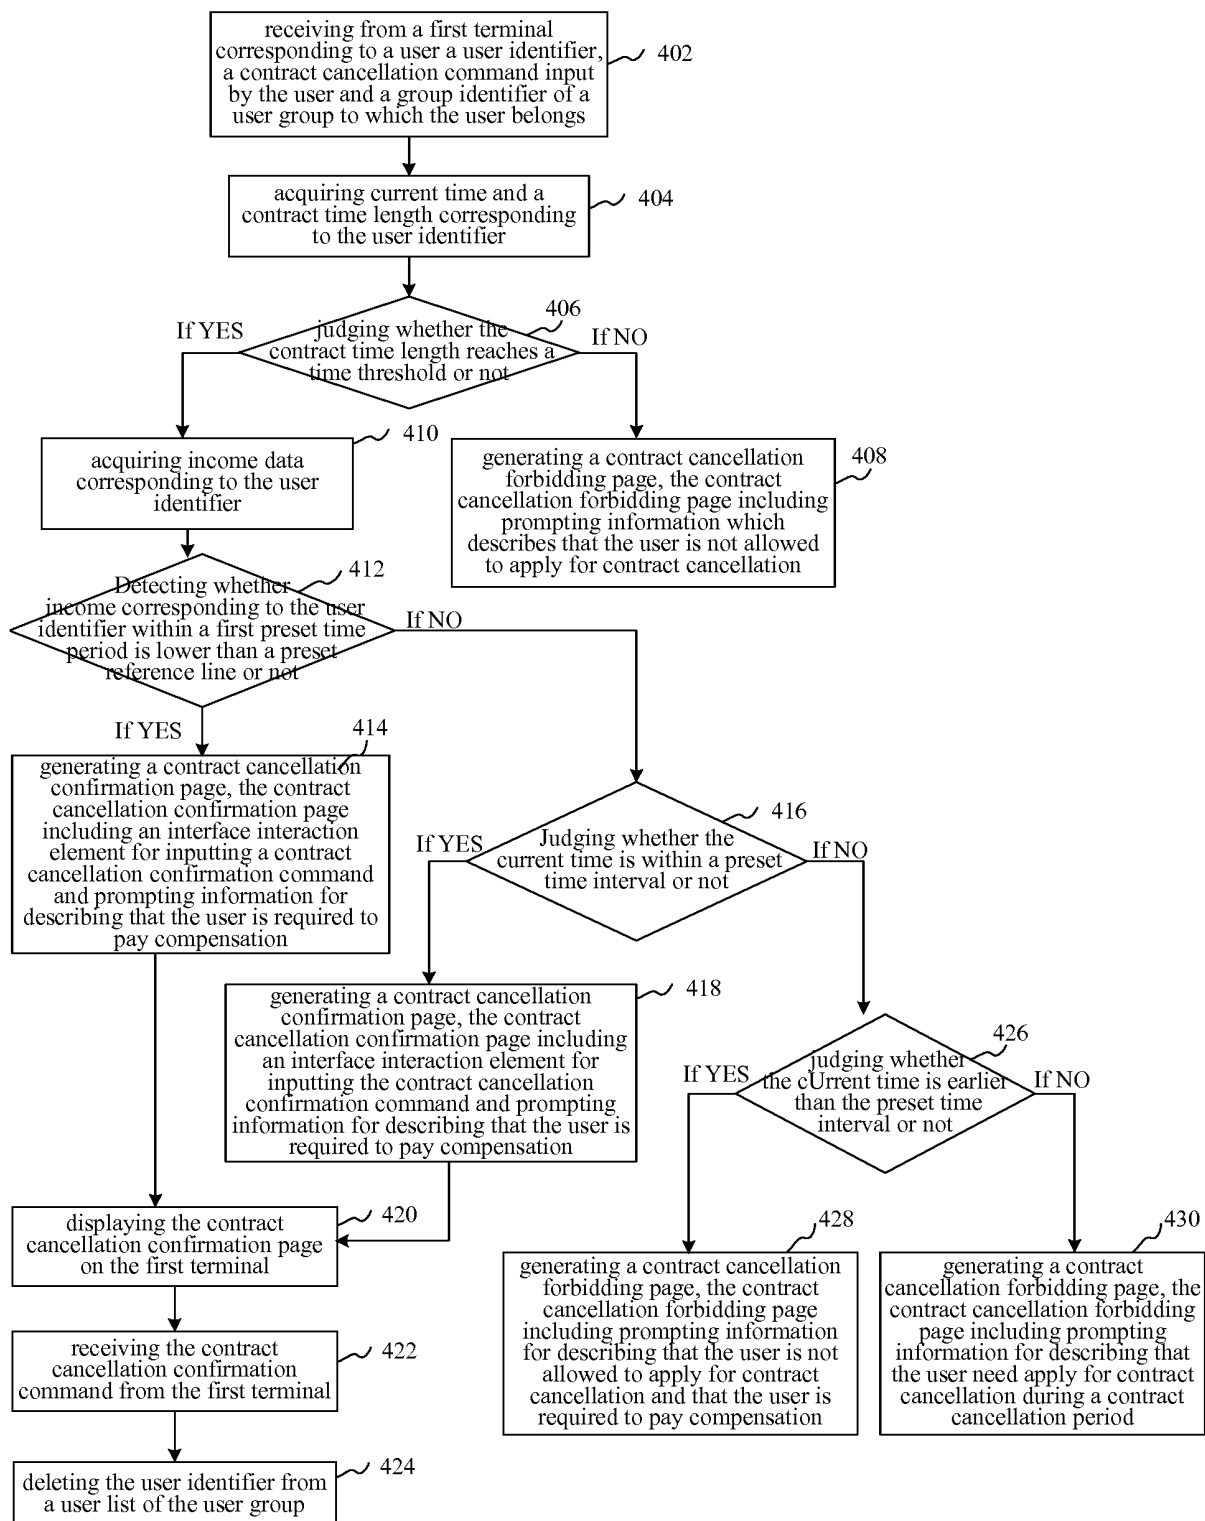 receiving from a first terminal
corresponding to a user a user identifier,
a contract cancellation command input
by the user and a group identifier of a
user group to which the user belongs
402
acquiring current time and a
contract time length corresponding
to the user identifier
404
406
judging whether the
contract time length reaches a
time threshold or not
If YES
If NO
410
acquiring income data
corresponding to the user
identifier
408
generating a contract cancellation
forbidding page, the contract
cancellation forbidding page including
prompting information which
describes that the user is not allowed
to apply for contract cancellation
412
Detecting whether
income corresponding to the user
identifier within a first preset time
period is lower than a preset
reference line or not
If NO
If YES
414
generating a contract cancellation
confirmation page, the contract
cancellation confirmation page
including an interface interaction
element for inputting a contract
cancellation confirmation command
and prompting information for
describing that the user is required to
pay compensation
416
Judging whether the
current time is within a preset
time interval or not
If YES
If NO
418
generating a contract cancellation
confirmation page, the contract
cancellation confirmation page including
an interface interaction element for
inputting the contract cancellation
confirmation command and prompting
information for describing that the user is
required to pay compensation
426
judging whether
the cUrrent time is earlier
than the preset time
interval or not
If YES
If NO
420
displaying the contract
cancellation confirmation page
on the first terminal
428
generating a contract cancellation
forbidding page, the contract
cancellation forbidding page
including prompting information
for describing that the user is not
allowed to apply for contract
cancellation and that the user is
required to pay compensation
430
generating a contract
cancellation forbidding page, the
contract cancellation forbidding
page including prompting
information for describing that
the user need apply for contract
cancellation during a contract
cancellation period
422
receiving the contract
cancellation confirmation
command from the first terminal
424
deleting the user identifier from
a user list of the user group